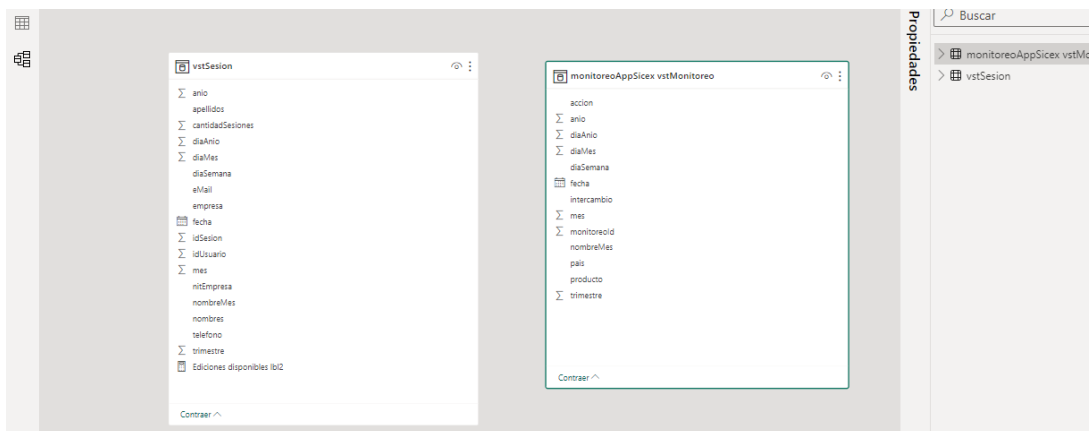 vstSesion
anio
apellidos
cantidadSesiones
diaAnio
diaMes
diaSemana
eMail
empresa
fecha
idSesion
idUsuario
mes
nitEmpresa
nombreMes
nombres
telefono
trimestre
Ediciones disponibles lbl2
Contraer
monitoreoAppSicex vstMonitoreo
accion
anio
diaAnio
diaMes
diaSemana
fecha
intercambio
mes
monitoreoId
nombreMes
pais
producto
trimestre
Contraer
Propiedades
Buscar
monitoreoAppSicex vstMo
vstSesion